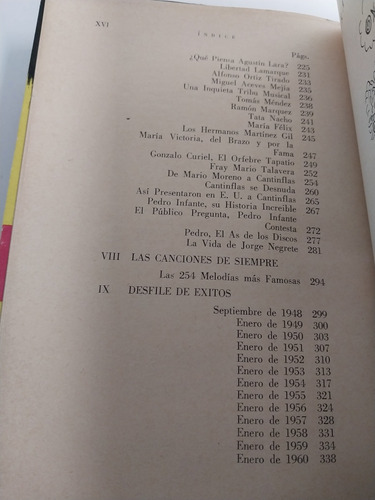 XVI
ÍNDICE
Pág.
¿Qué Piensa Agustín Lara? 225
Libertad Lamarque 231
Alfonso Ortiz Tirado 233
Miguel Aceves Mejía 235
Una Inquieta Tribu Musical 236
Tomás Méndez 238
Ramón Marquez 239
Tata Nacho 241
María Félix 243
Los Hermanos Martínez Gil 245
María Victoria, del Brazo y por la
Fama 247
Gonzalo Curiel, El Orfebre Tapatío 249
Fray Mario Talavera 252
De Mario Moreno a Cantinflas 254
Cantinflas se Desnuda 260
Así Presentaron en E. U. a Cantinflas 265
Pedro Infante, su Historia Increíble 267
El Público Pregunta, Pedro Infante
Contesta 272
Pedro, El As de los Discos 277
La Vida de Jorge Negrete 281
VIII LAS CANCIONES DE SIEMPRE
Las 254 Melodías más Famosas 294
IX DESFILE DE EXITOS
Septiembre de 1948 299
Enero de 1949 300
Enero de 1950 303
Enero de 1951 307
Enero de 1952 310
Enero de 1953 313
Enero de 1954 317
Enero de 1955 321
Enero de 1956 324
Enero de 1957 328
Enero de 1958 331
Enero de 1959 334
Enero de 1960 338